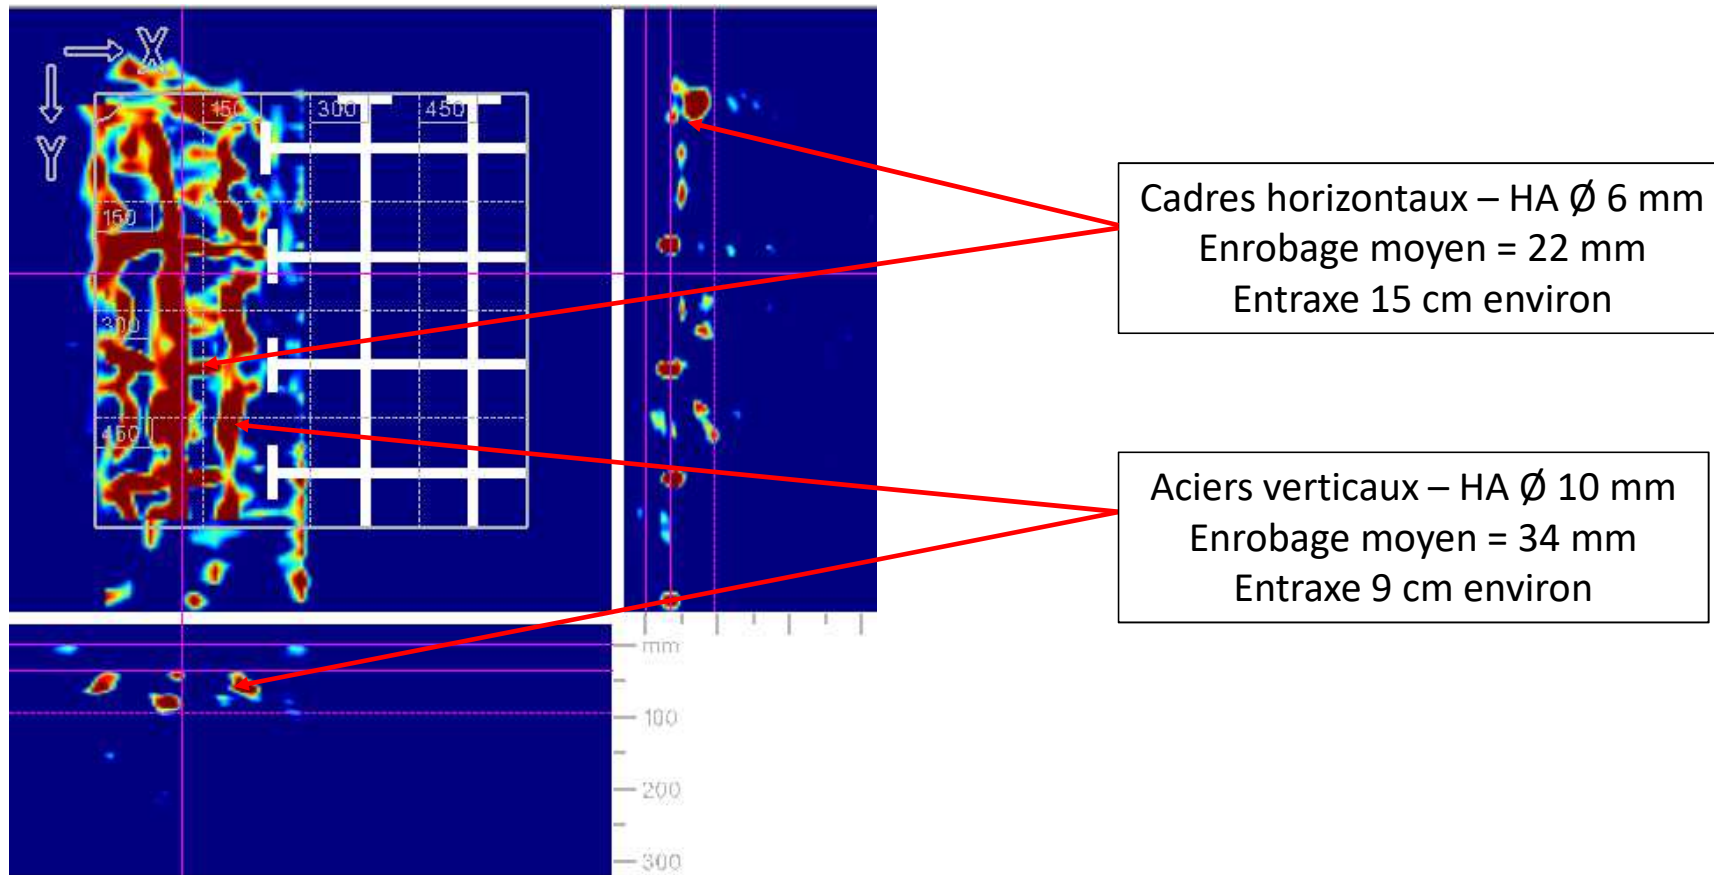 X
Y
150
300
450
150
300
450
mm
100
200
300
Cadres horizontaux – HA Ø 6 mm
Enrobage moyen = 22 mm
Entraxe 15 cm environ
Aciers verticaux – HA Ø 10 mm
Enrobage moyen = 34 mm
Entraxe 9 cm environ